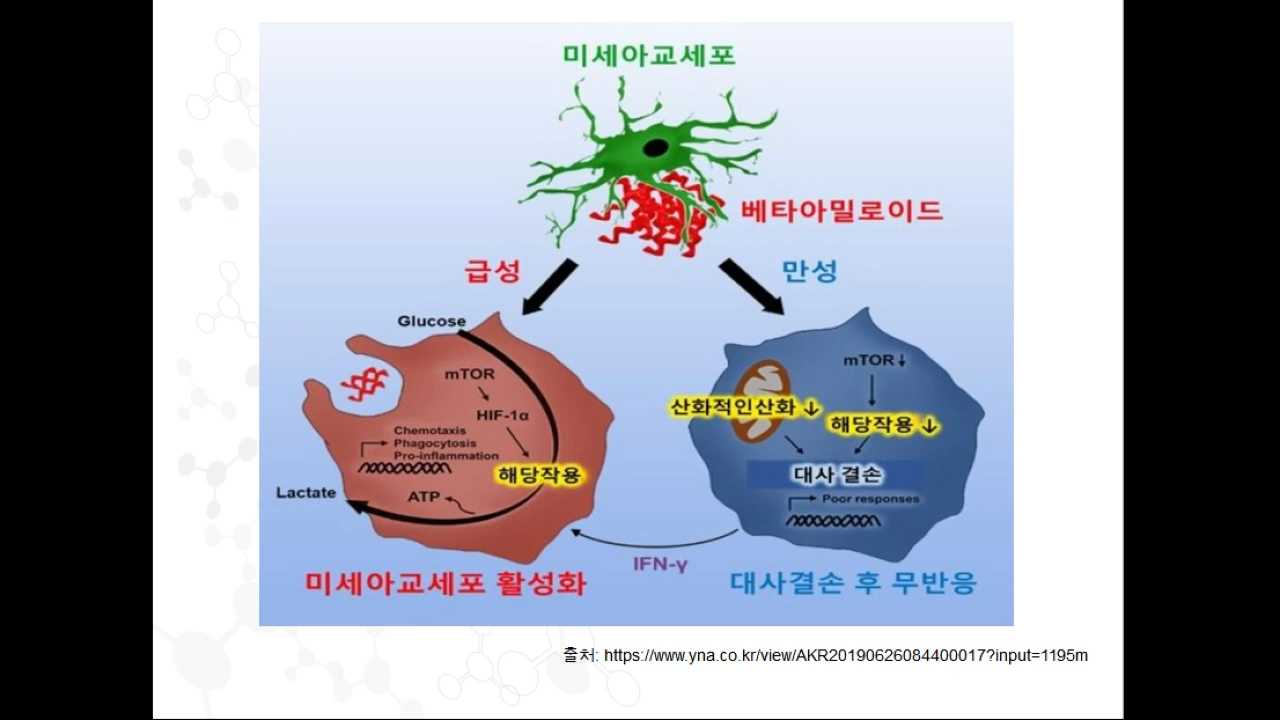 미세아교세포
베타아밀로이드
급성
만성
Glucose
mTOR
HIF-1α
Chemotaxis
Phagocytosis
Pro-inflammation
해당작용
ATP
Lactate
미세아교세포 활성화
mTOR↓
산화적인산화 ↓
해당작용 ↓
대사 결손
Poor responses
IFN-γ
대사결손 후 무반응
출처: https://www.yna.co.kr/view/AKR20190626084400017?input=1195m